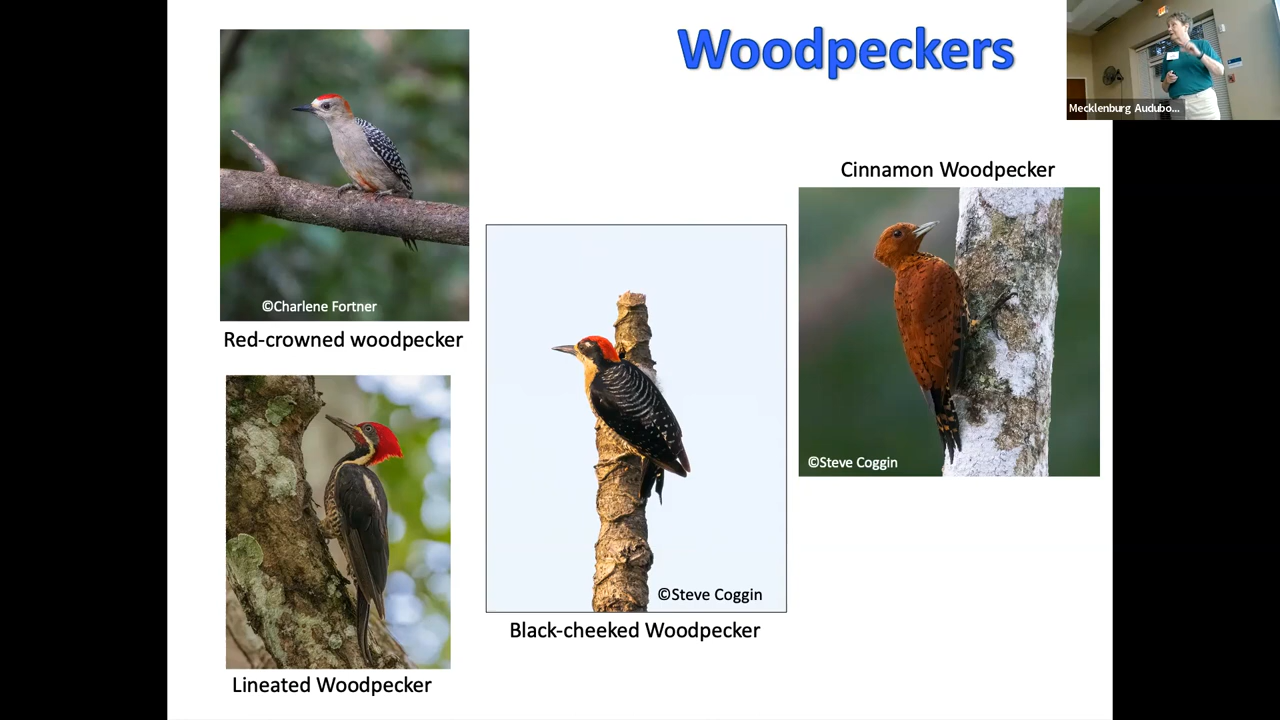 Woodpeckers
Mecklenburg Audubo...
©Charlene Fortner
Red-crowned woodpecker
Cinnamon Woodpecker
©Steve Coggin
©Steve Coggin
Black-cheeked Woodpecker
Lineated Woodpecker